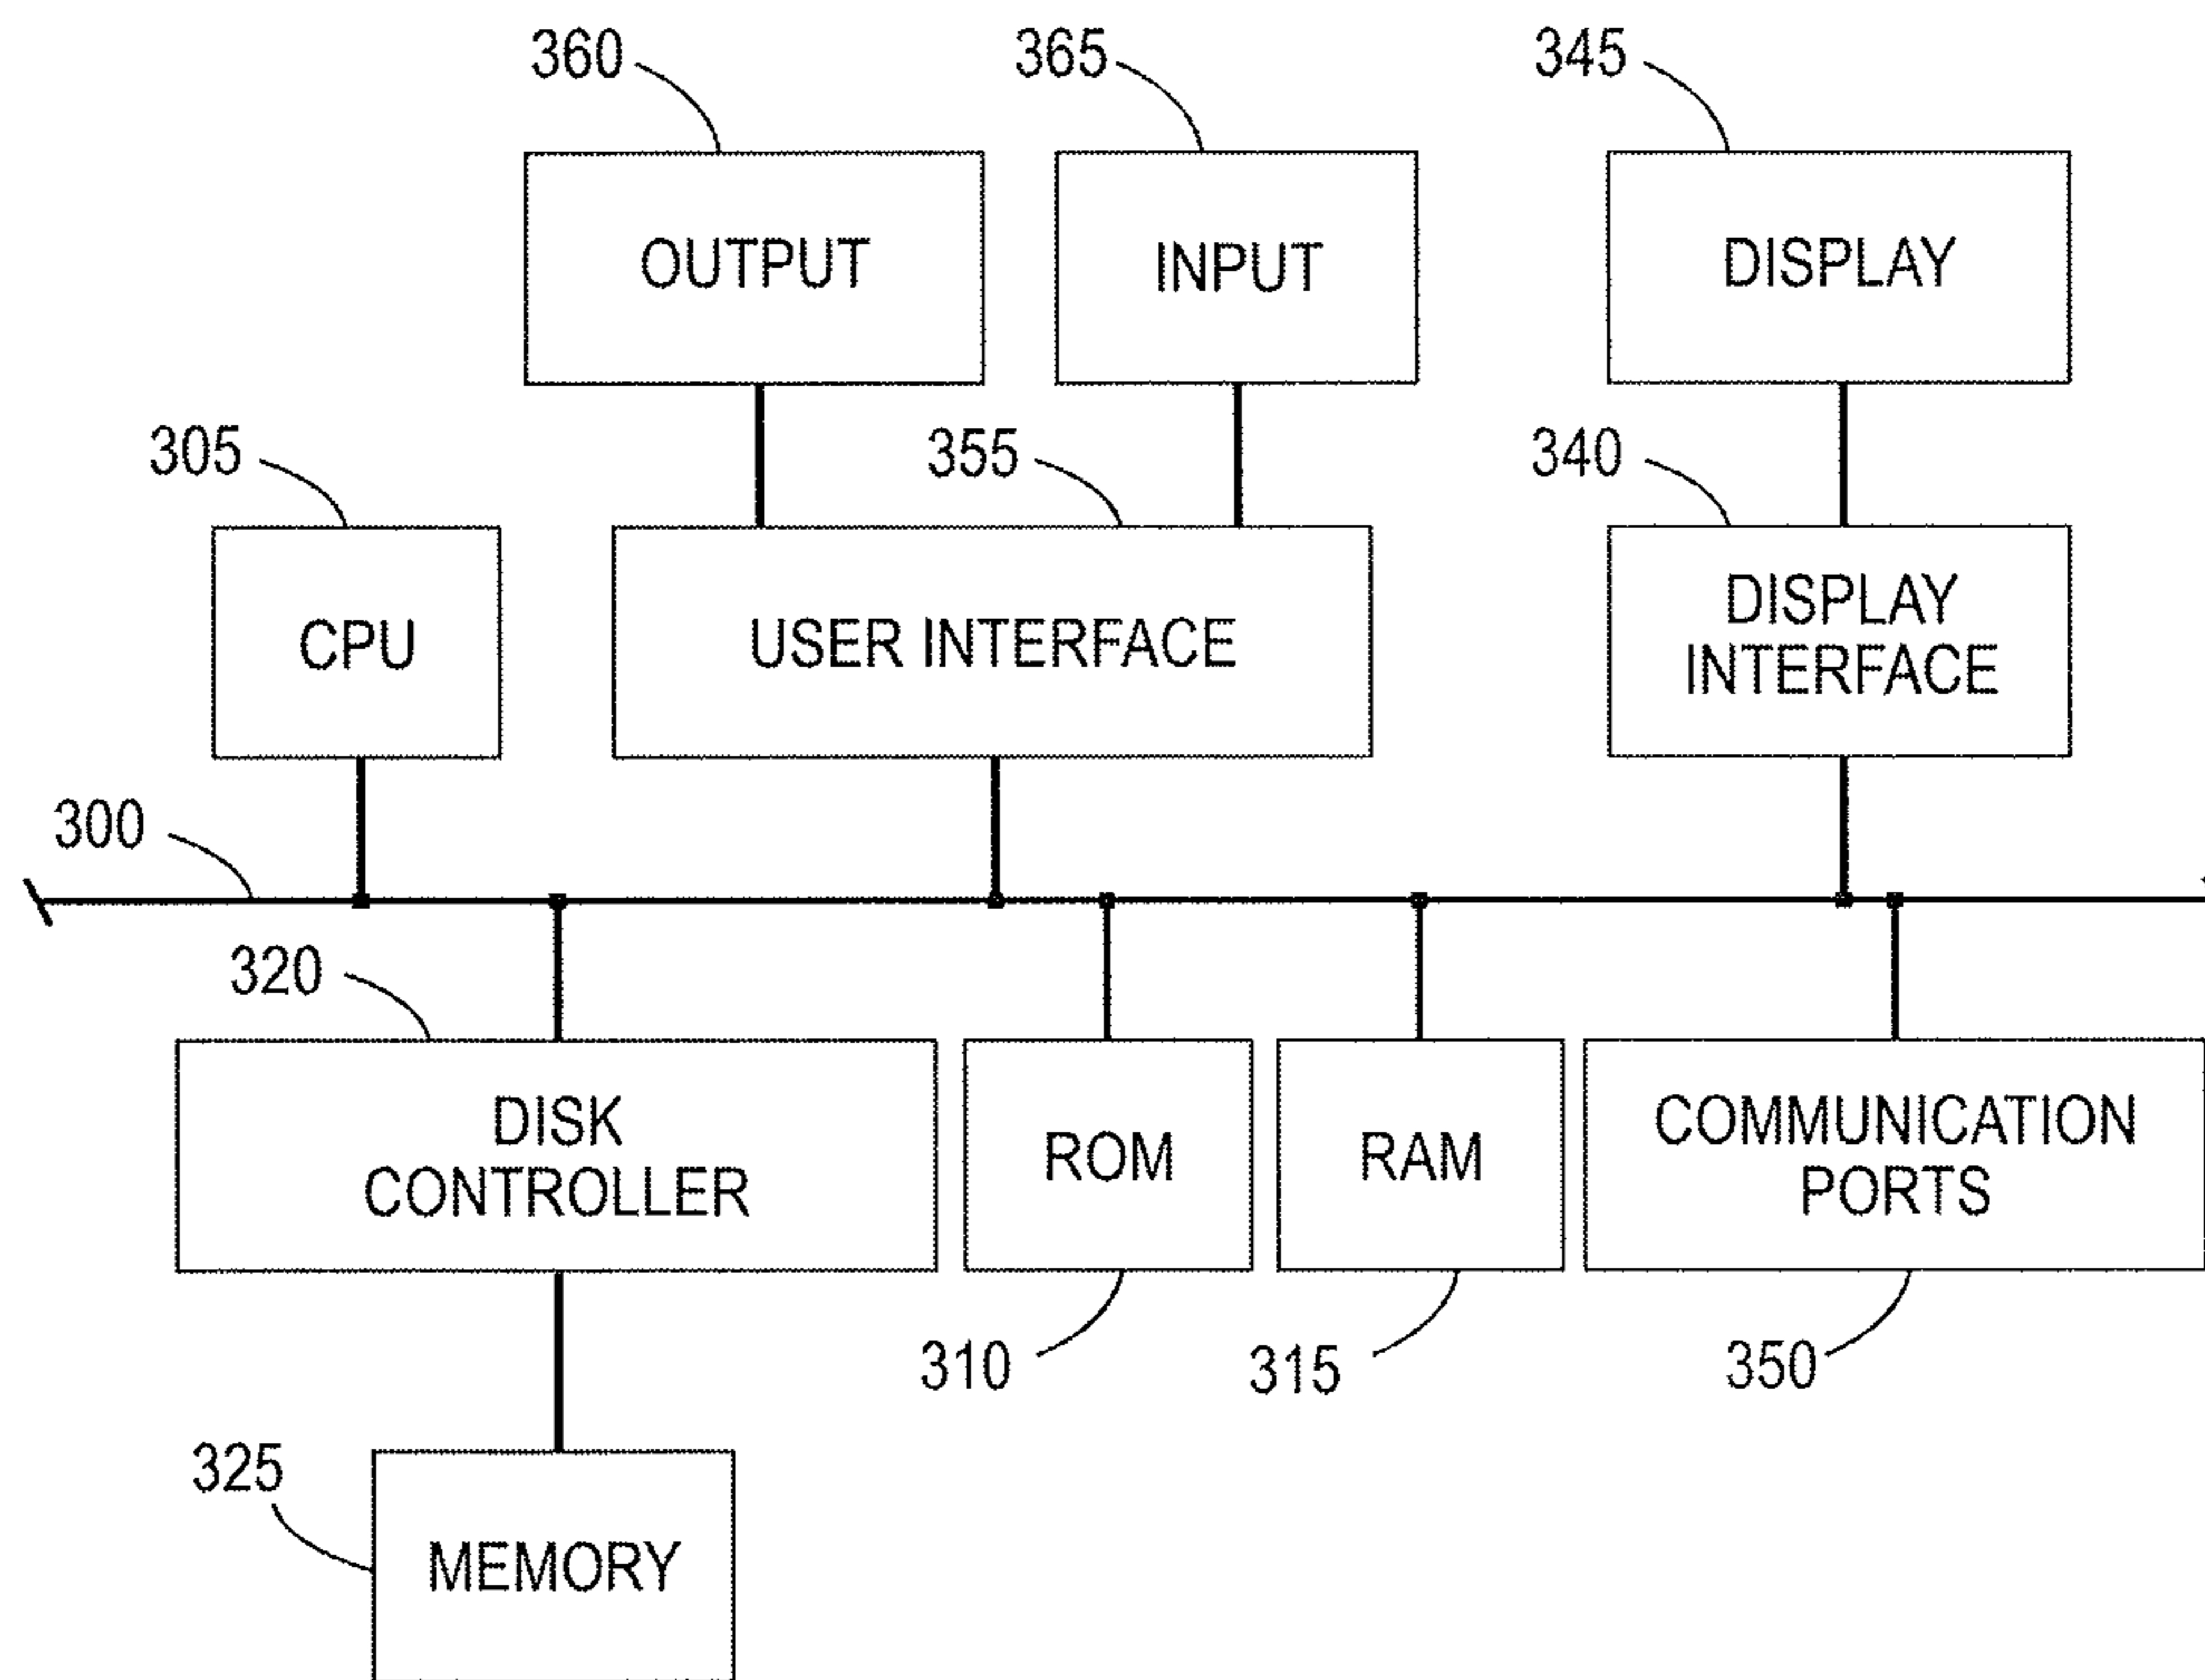 360
365
345
OUTPUT
INPUT
DISPLAY
305
355
340
CPU
USER INTERFACE
DISPLAY
INTERFACE
300
320
DISK
CONTROLLER
ROM
RAM
COMMUNICATION
PORTS
310
315
350
325
MEMORY